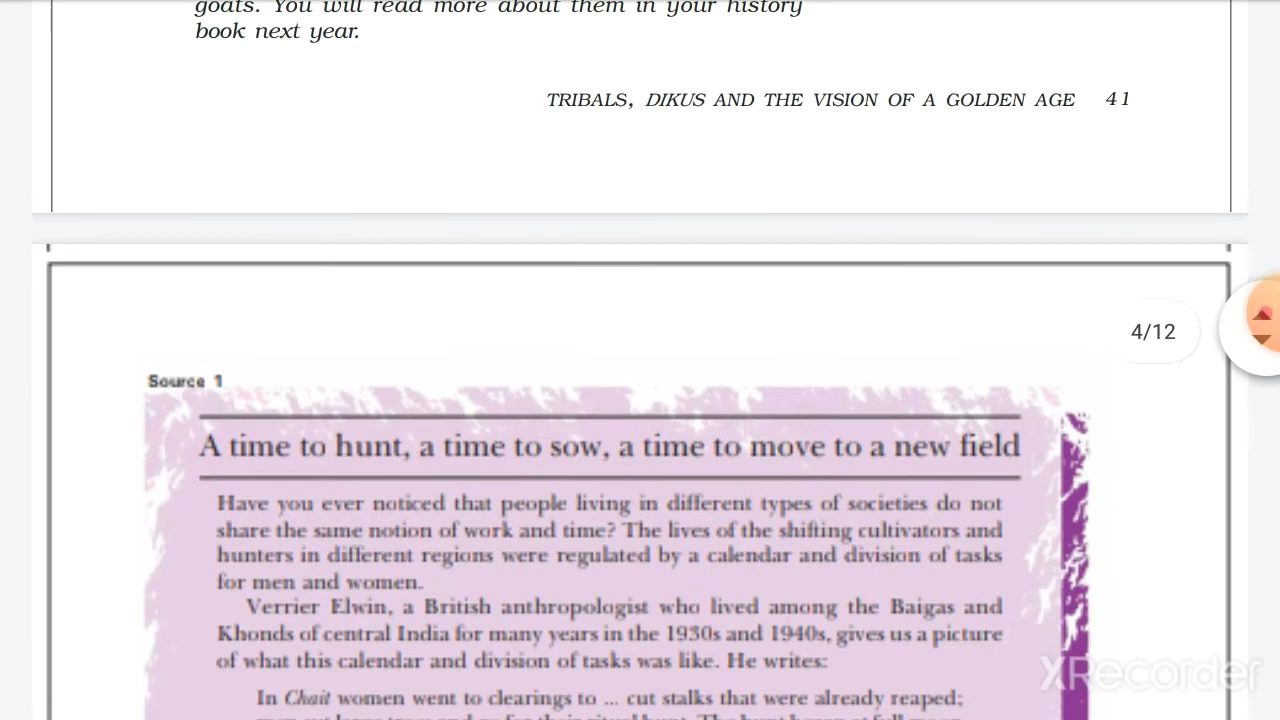 goats. You will read more about them in your history
book next year.
TRIBALS, DIKUS AND THE VISION OF A GOLDEN AGE 41
4/12
Source 1
A time to hunt, a time to sow, a time to move to a new field
Have you ever noticed that people living in different types of societies do not
share the same notion of work and time? The lives of the shifting cultivators and
hunters in different regions were regulated by a calendar and division of tasks
for men and women.
Verrier Elwin, a British anthropologist who lived among the Baigas and
Khonds of central India for many years in the 1930s and 1940s, gives us a picture
of what this calendar and division of tasks was like. He writes:
In Chait women went to clearings to ... cut stalks that were already reaped;
XRecorder